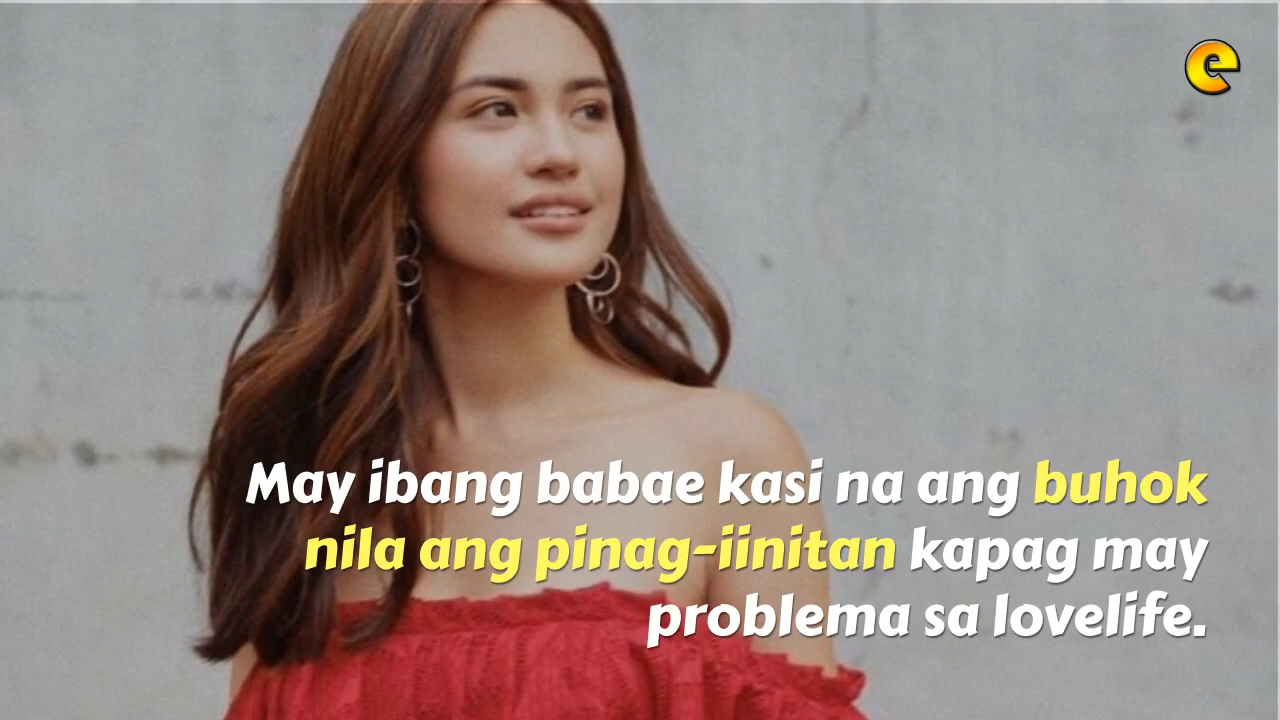 e
May ibang babae kasi na ang buhok
nila ang pinag-iinitan kapag may
problema sa lovelife.